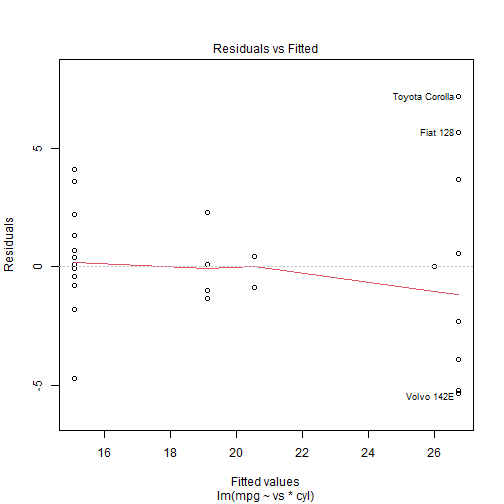 Residuals vs Fitted
Residuals
5
0
-5
Toyota Corolla
Fiat 128
Volvo 142E
16 18 20 22 24 26
Fitted values
lm(mpg ~ vs * cyl)